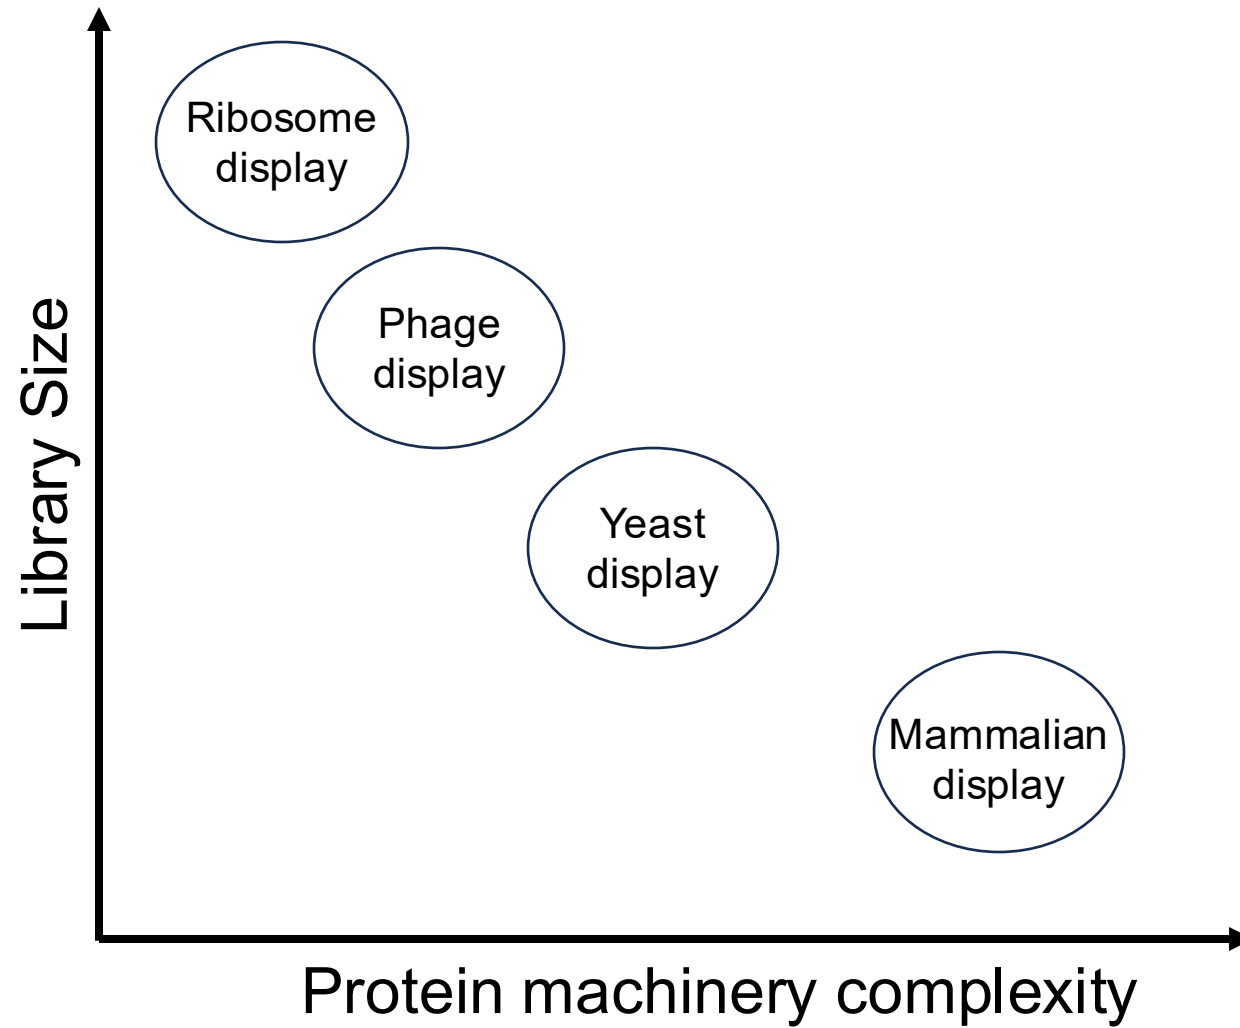 Ribosome
display
Phage
display
Library Size
Yeast
display
Mammalian
display
Protein machinery complexity